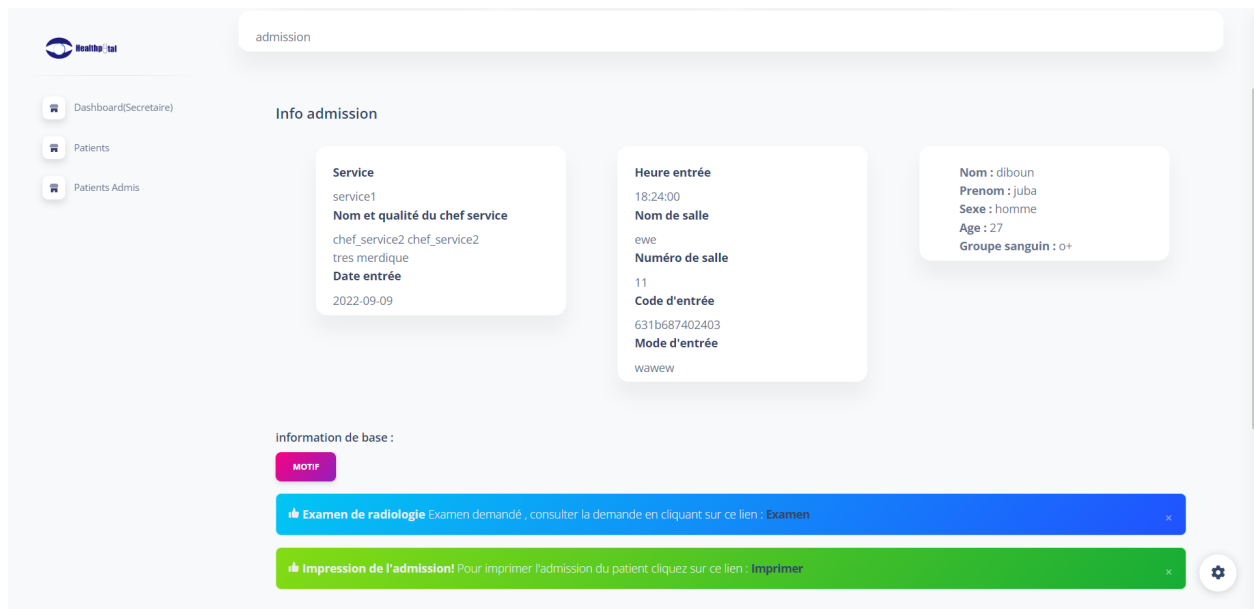 admission
Healthpital
Dashboard(Secretaire)
Patients
Patients Admis
Info admission
Service
service1
Nom et qualité du chef service
chef_service2 chef_service2
tres merdique
Date entrée
2022-09-09
Heure entrée
18:24:00
Nom de salle
ewe
Numéro de salle
11
Code d'entrée
631b687402403
Mode d'entrée
wawew
Nom : diboun
Prenom : juba
Sexe : homme
Age : 27
Groupe sanguin : o+
information de base :
MOTIF
Examen de radiologie Examen demandé , consulter la demande en cliquant sur ce lien : Examen
×
Impression de l'admission! Pour imprimer l'admission du patient cliquez sur ce lien : Imprimer
×